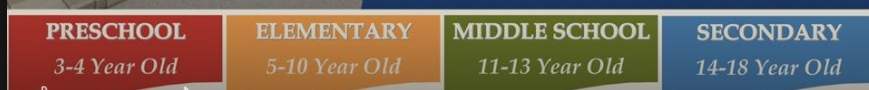 PRESCHOOL
3-4 Year Old
ELEMENTARY
5-10 Year Old
MIDDLE SCHOOL
11-13 Year Old
SECONDARY
14-18 Year Old